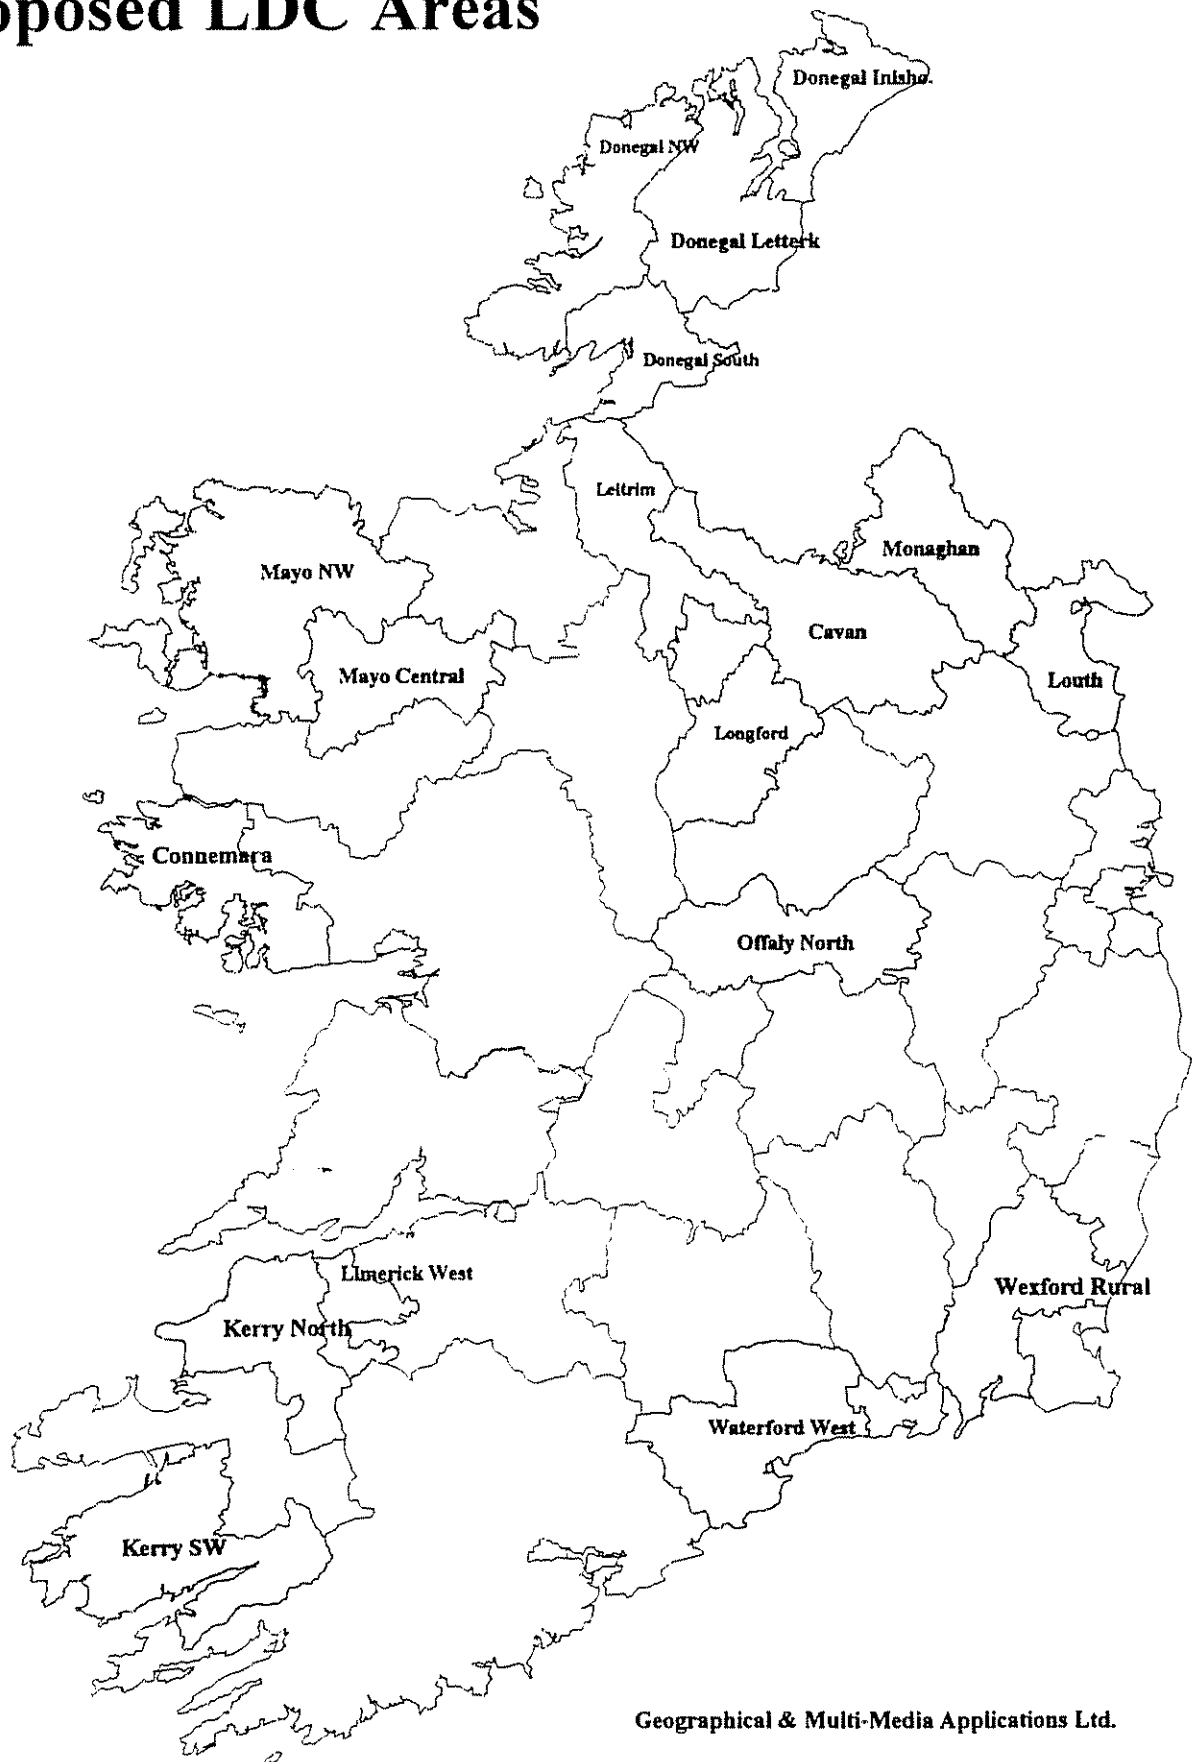 oposed LDC Areas
Donegal Inisho.
Donegal NW
Donegal Letterk
Donegal South
Leitrim
Monaghan
Mayo NW
Cavan
Mayo Central
Louth
Longford
Connemara
Offaly North
Limerick West
Wexford Rural
Kerry North
Waterford West
Kerry SW
Geographical & Multi-Media Applications Ltd.